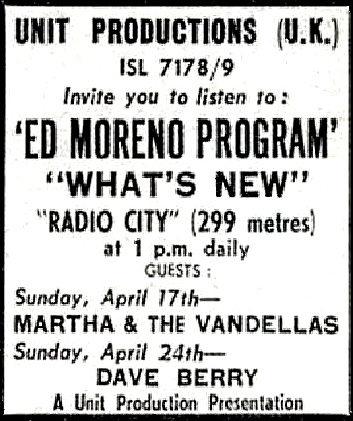 UNIT PRODUCTIONS (U.K.)
ISL 7178/9
Invite you to listen to:
'ED MORENO PROGRAM'
"WHAT'S NEW"
"RADIO CITY" (299 metres)
at 1 p.m. daily
GUESTS:
Sunday, April 17th—
MARTHA & THE VANDELLAS
Sunday, April 24th—
DAVE BERRY
A Unit Production Presentation